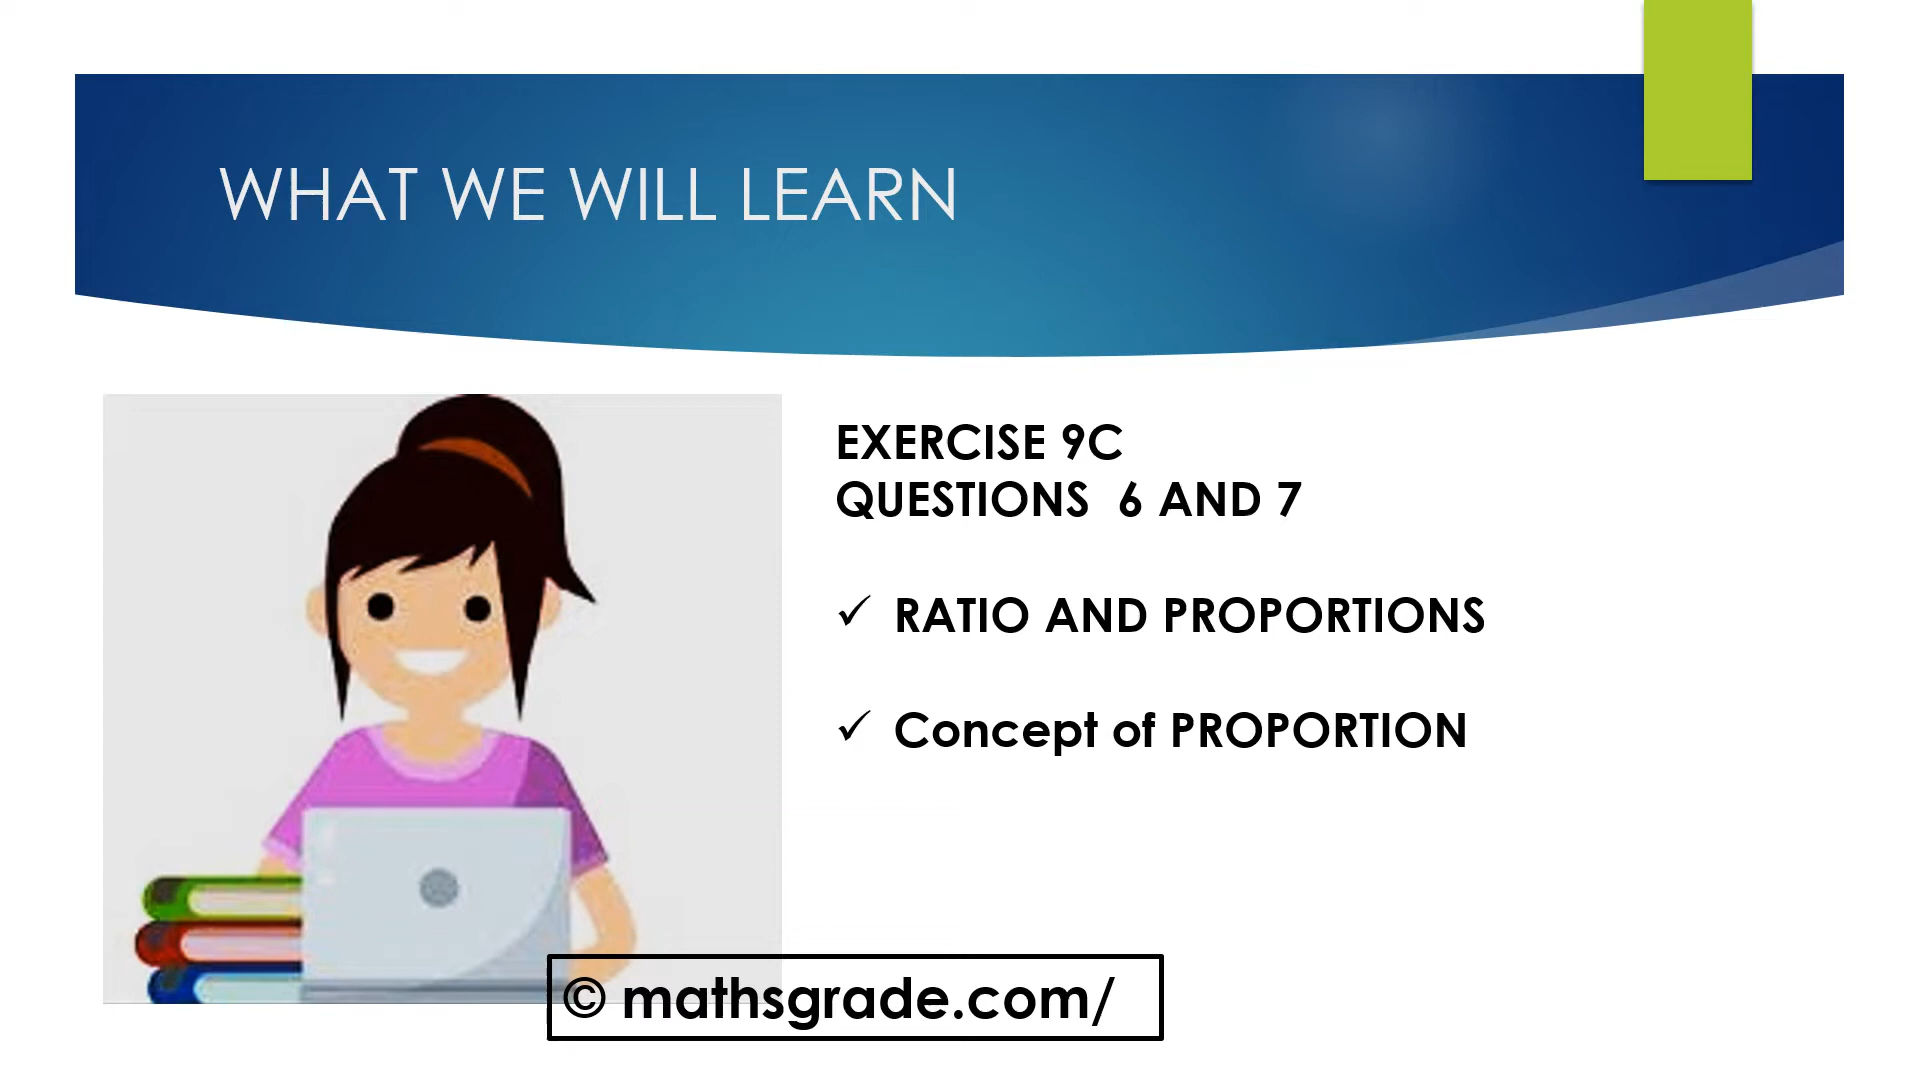 WHAT WE WILL LEARN
EXERCISE 9C
QUESTIONS 6 AND 7
✓ RATIO AND PROPORTIONS
✓ Concept of PROPORTION
© mathsgrade.com/